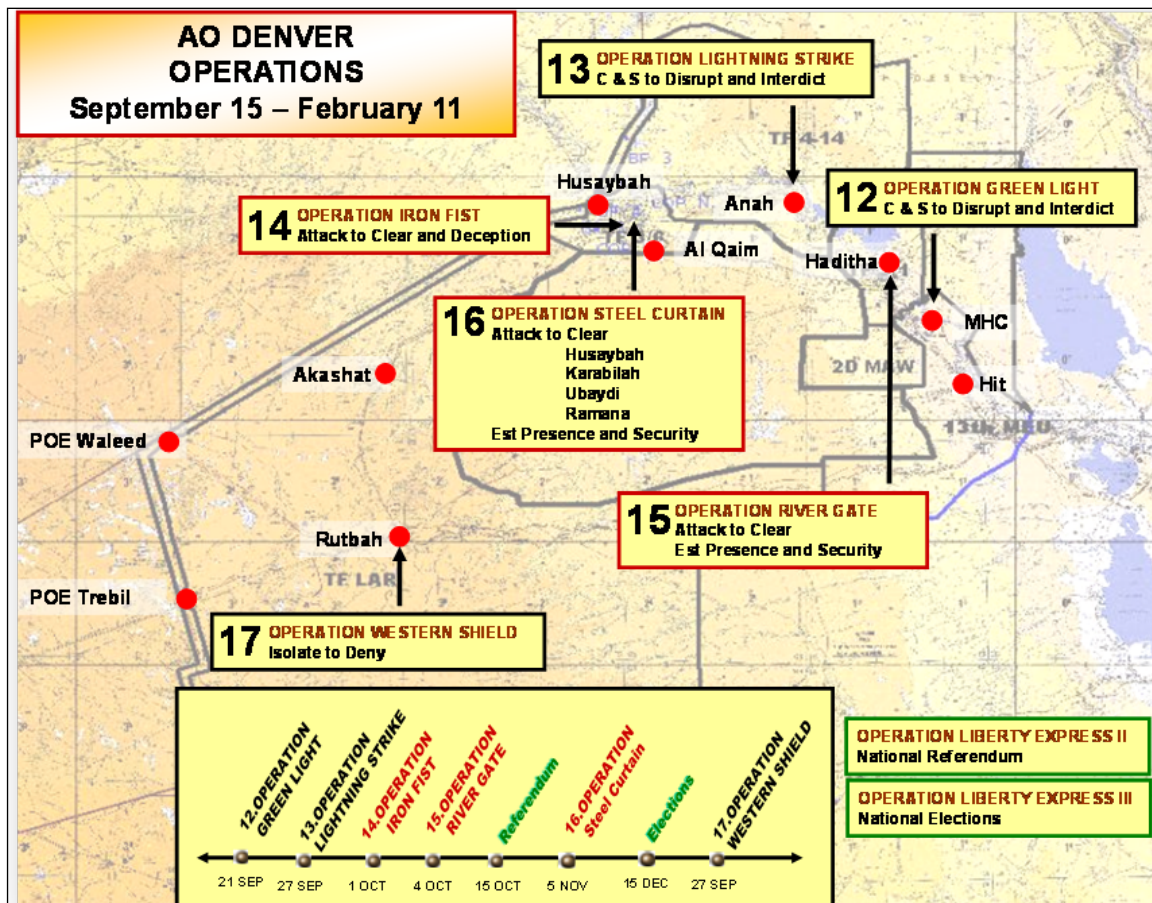 AO DENVER
OPERATIONS
September 15 – February 11
13 OPERATION LIGHTNING STRIKE
C & S to Disrupt and Interdict
TF 4-14
Husaybah
Anah
12 OPERATION GREEN LIGHT
C & S to Disrupt and Interdict
14 OPERATION IRON FIST
Attack to Clear and Deception
Al Qaim
Haditha
16 OPERATION STEEL CURTAIN
Attack to Clear
Husaybah
Karabilah
Ubaydi
Ramana
Est Presence and Security
MHC
2D MAW
Akashat
Hit
13th MEU
POE Waleed
15 OPERATION RIVER GATE
Attack to Clear
Est Presence and Security
Rutbah
TF LAR
POE Trebil
17 OPERATION WESTERN SHIELD
Isolate to Deny
12.OPERATION
GREEN LIGHT
13.OPERATION
LIGHTNING STRIKE
14.OPERATION
IRON FIST
15.OPERATION
RIVER GATE
Referendum
16.OPERATION
Steel Curtain
Elections
17.OPERATION
WESTERN SHIELD
21 SEP
27 SEP
1 OCT
4 OCT
15 OCT
5 NOV
15 DEC
27 SEP
OPERATION LIBERTY EXPRESS II
National Referendum
OPERATION LIBERTY EXPRESS III
National Elections